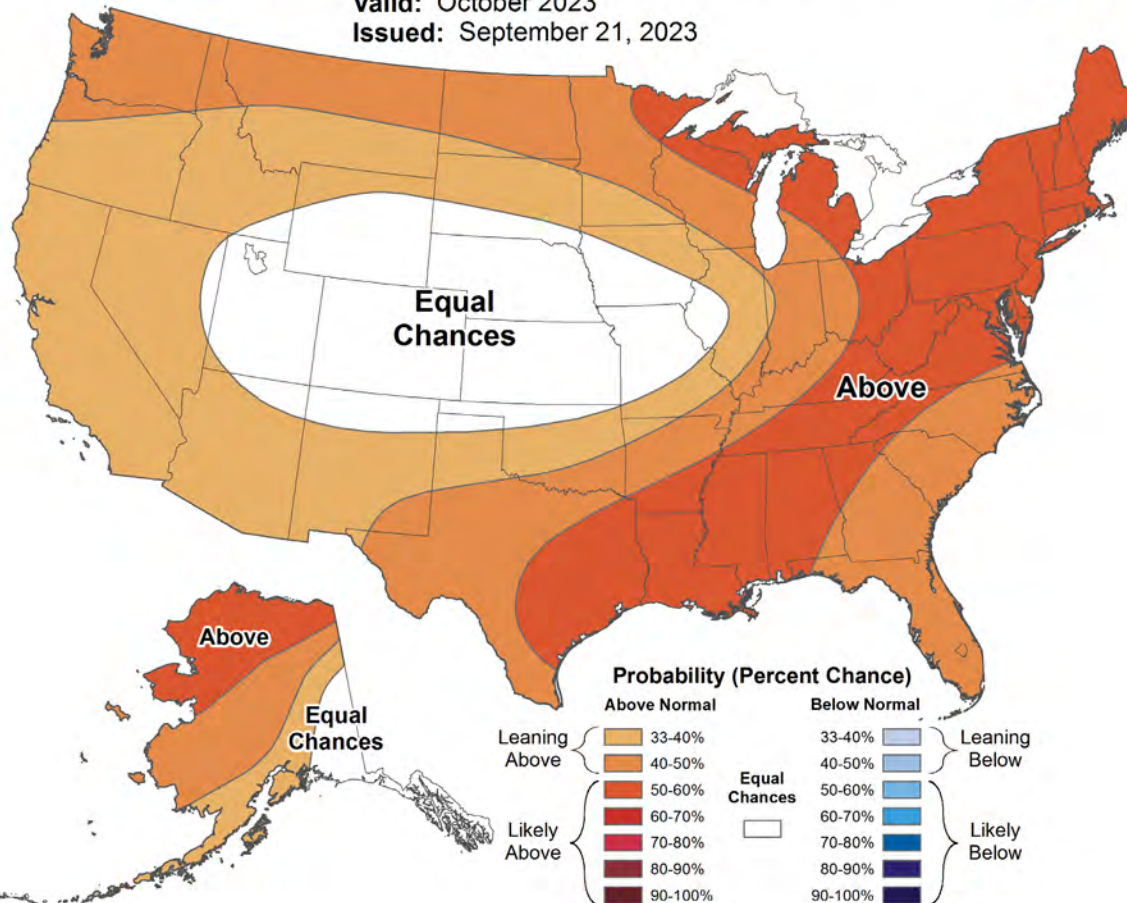 Valid: October 2023
Issued: September 21, 2023
Equal
Chances
Above
Above
Equal
Chances
Probability (Percent Chance)
Above Normal
Below Normal
Leaning
Above
33-40%
40-50%
Likely
Above
50-60%
60-70%
70-80%
80-90%
90-100%
Equal
Chances
33-40%
40-50%
Leaning
Below
50-60%
60-70%
70-80%
80-90%
90-100%
Likely
Below